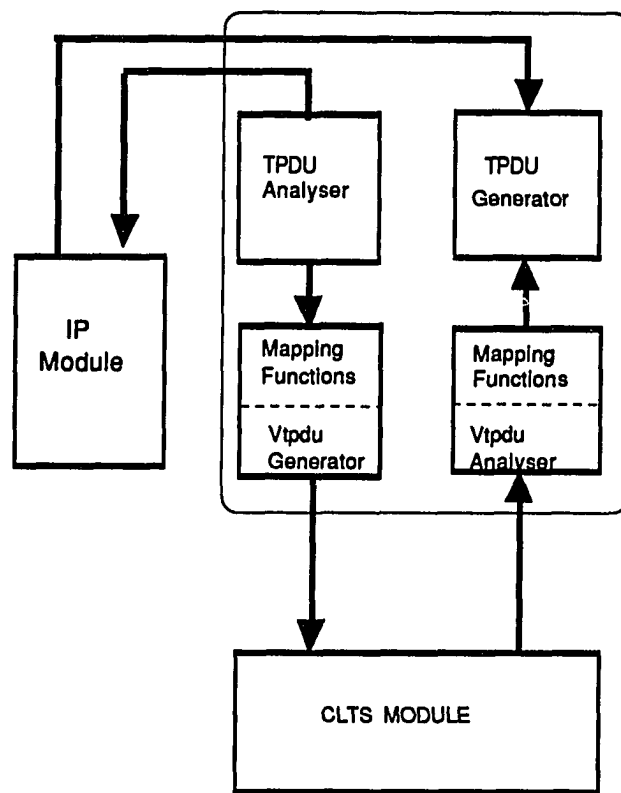 TPDU
Analyser
TPDU
Generator
IP
Module
Mapping
Functions
Vtpdu
Generator
Mapping
Functions
Vtpdu
Analyser
CLTS MODULE